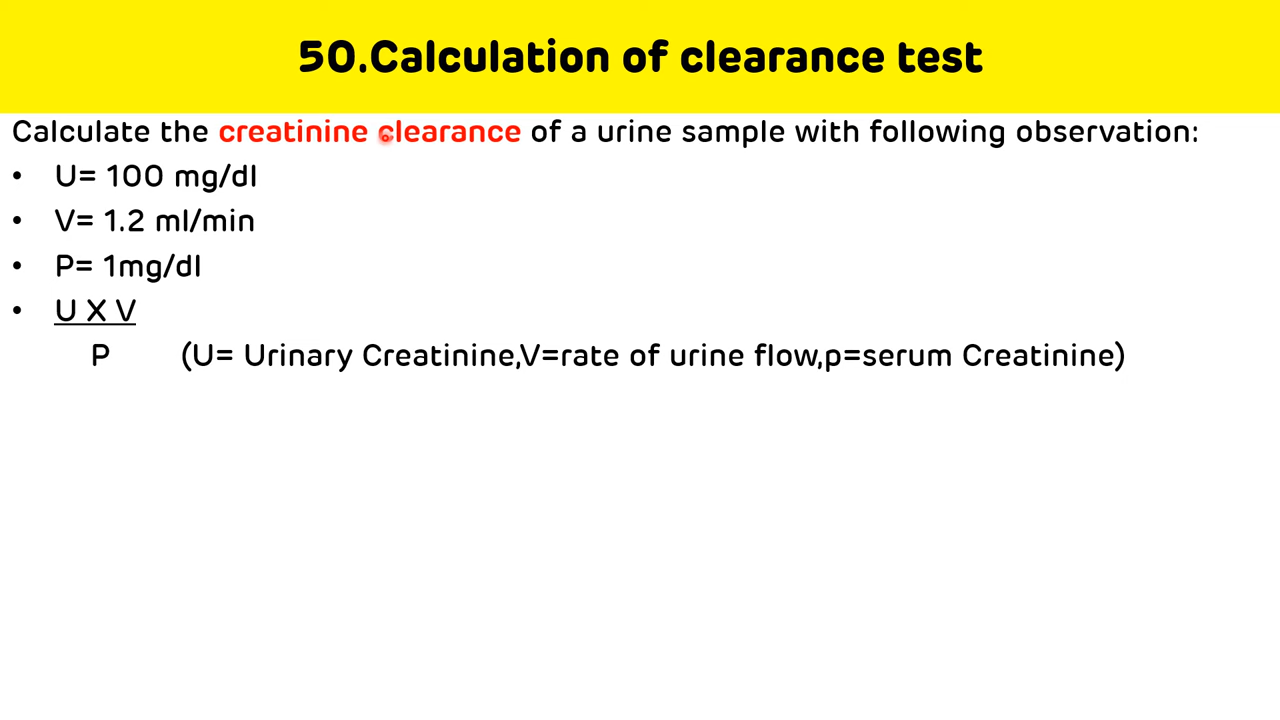 50.Calculation of clearance test
Calculate the creatinine clearance of a urine sample with following observation:
• U= 100 mg/dl
• V= 1.2 ml/min
• P= 1mg/dl
• U X V
P (U= Urinary Creatinine,V=rate of urine flow,p=serum Creatinine)